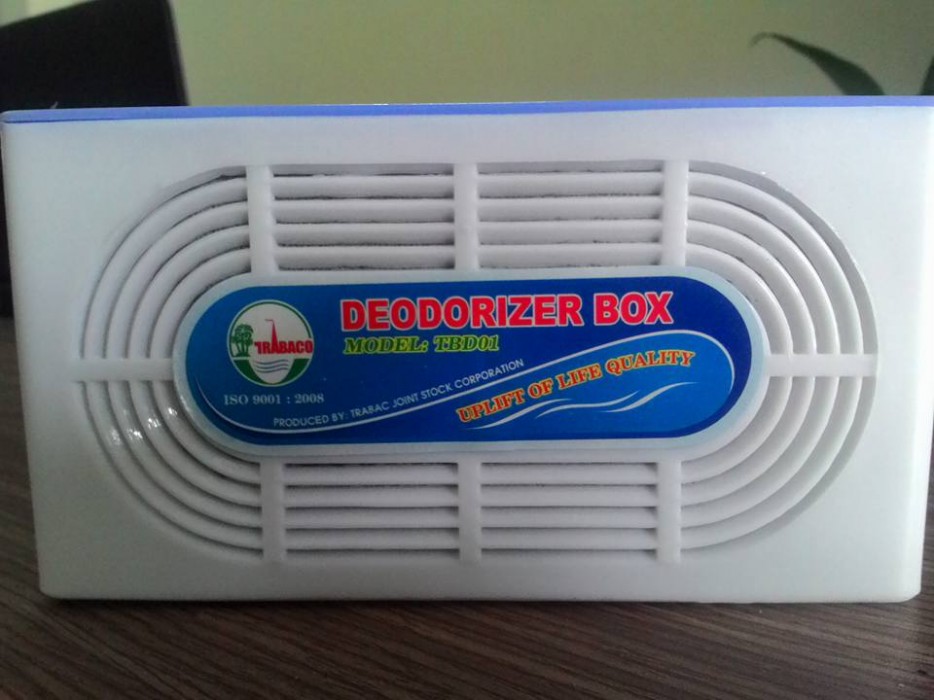 DEODORIZER BOX
MODEL: TBD01
TRABACO
ISO 9001 : 2008
PRODUCED BY: TRABAC JOINT STOCK CORPORATION
UPLIFT OF LIFE QUALITY